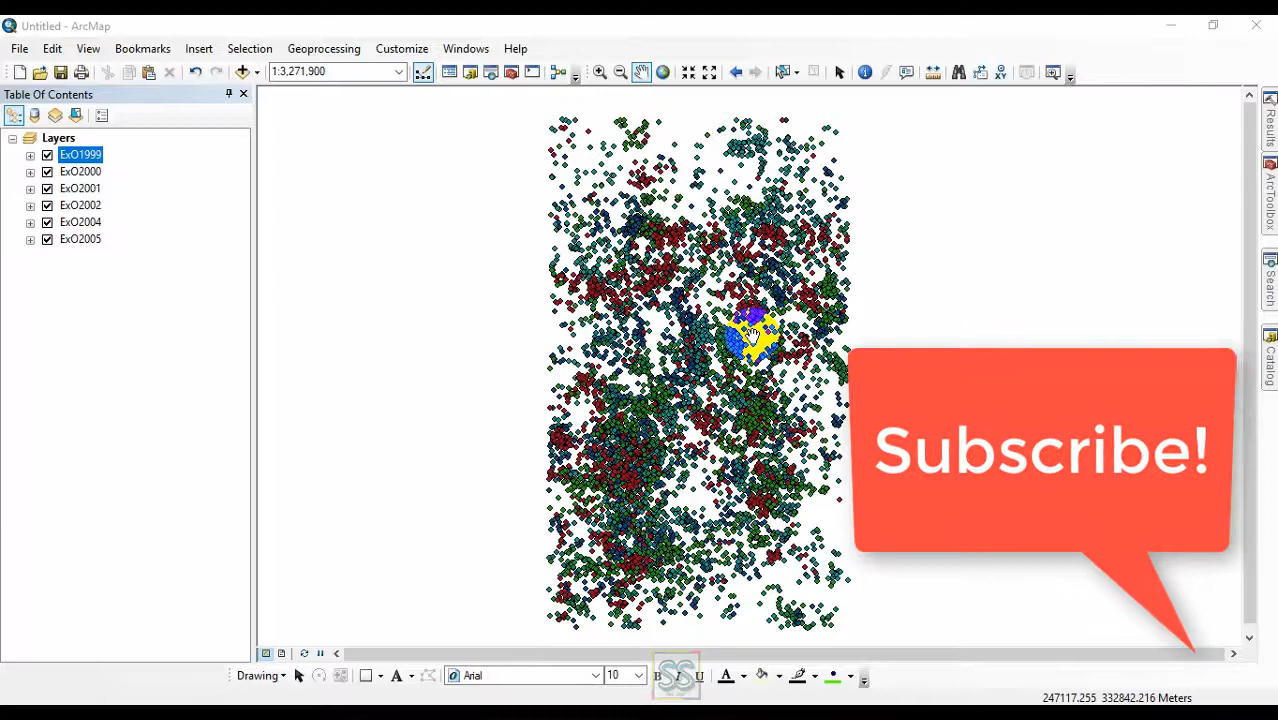 Untitled - ArcMap
File Edit View Bookmarks Insert Selection Geoprocessing Customize Windows Help
1:3,271,900
Table Of Contents
Layers
ExO1999
ExO2000
ExO2001
ExO2002
ExO2004
ExO2005
Results
ArcToolbox
Search
Catalog
Subscribe!
Drawing A Arial 10 B I U A
SS
247117.255 332842.216 Meters